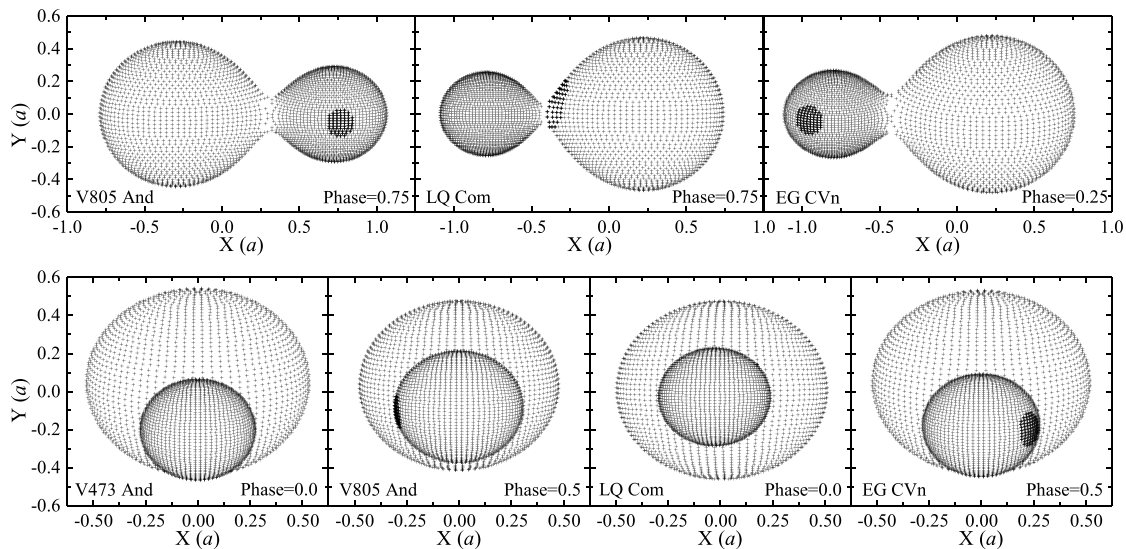 0.6
0.4
0.2
0.0
-0.2
-0.4
-0.6
Y (a)
V805 And Phase=0.75
LQ Com Phase=0.75
EG CVn Phase=0.25
-1.0 -0.5 0.0 0.5 1.0 -1.0 -0.5 0.0 0.5 1.0 -1.0 -0.5 0.0 0.5 1.0
X (a) X (a) X (a)
0.6
0.4
0.2
0.0
-0.2
-0.4
-0.6
Y (a)
V473 And Phase=0.0
V805 And Phase=0.5
LQ Com Phase=0.0
EG CVn Phase=0.5
-0.50 -0.25 0.00 0.25 0.50 -0.50 -0.25 0.00 0.25 0.50 -0.50 -0.25 0.00 0.25 0.50 -0.50 -0.25 0.00 0.25 0.50
X (a) X (a) X (a) X (a)